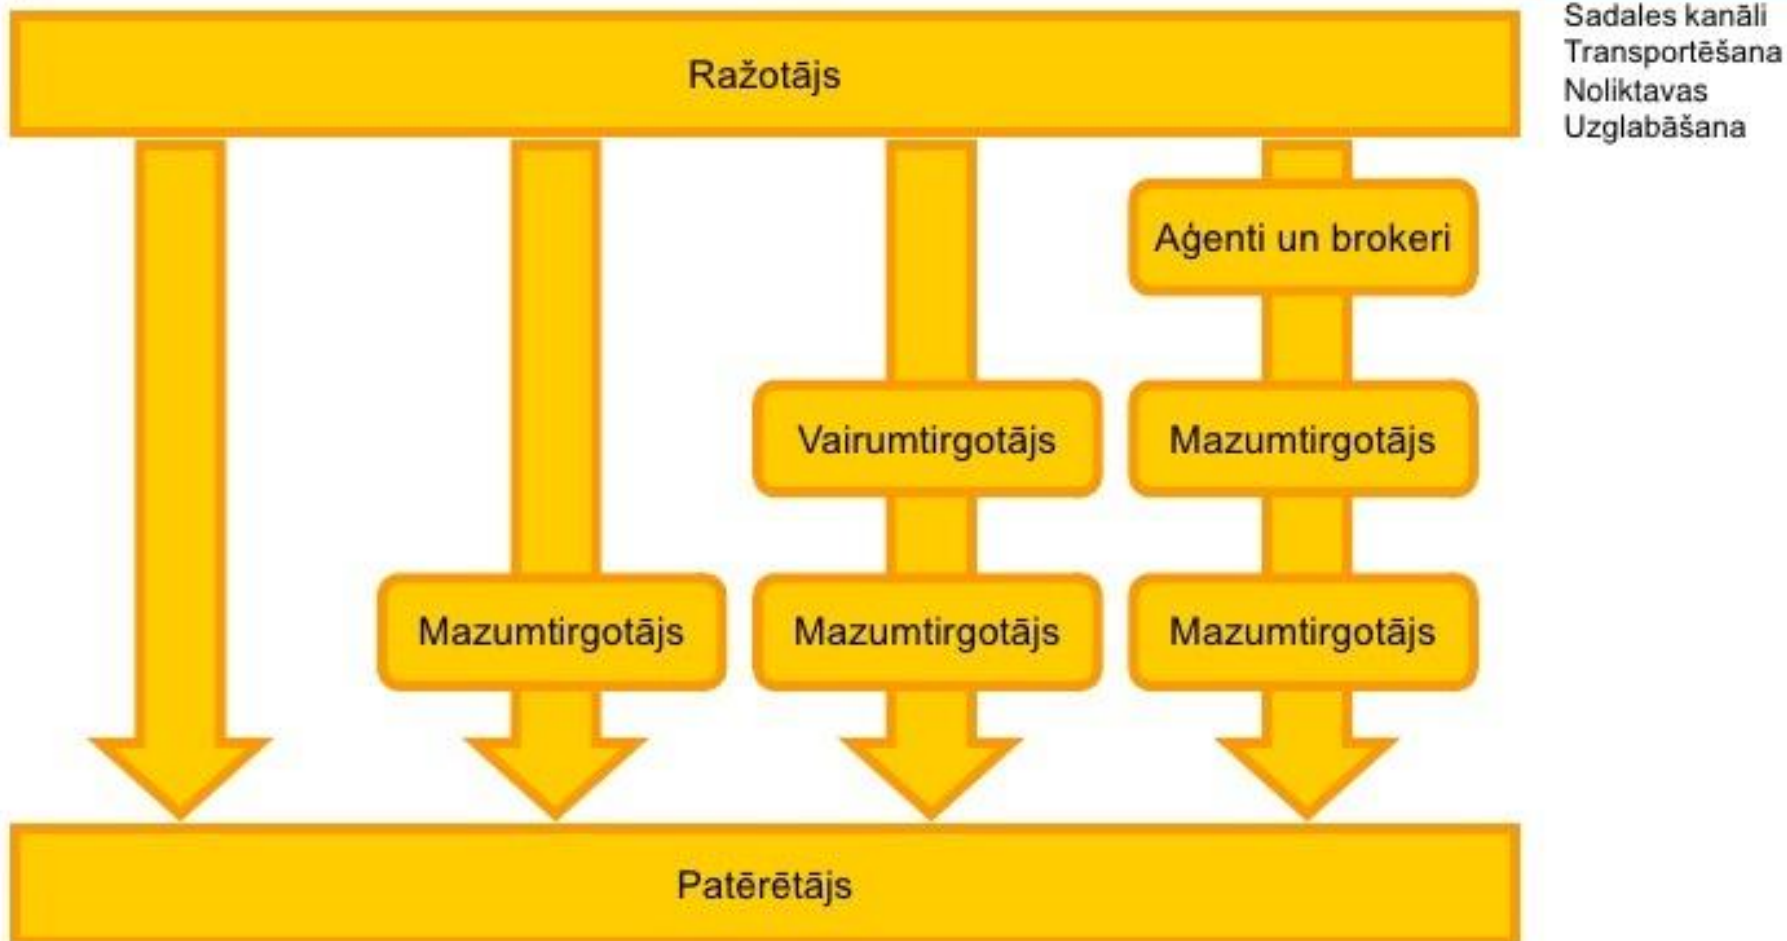 Ražotājs
Sadales kanāli
Transportēšana
Noliktavas
Uzglabāšana
Aģenti un brokeri
Vairumtirgotājs
Mazumtirgotājs
Mazumtirgotājs
Mazumtirgotājs
Mazumtirgotājs
Patērētājs